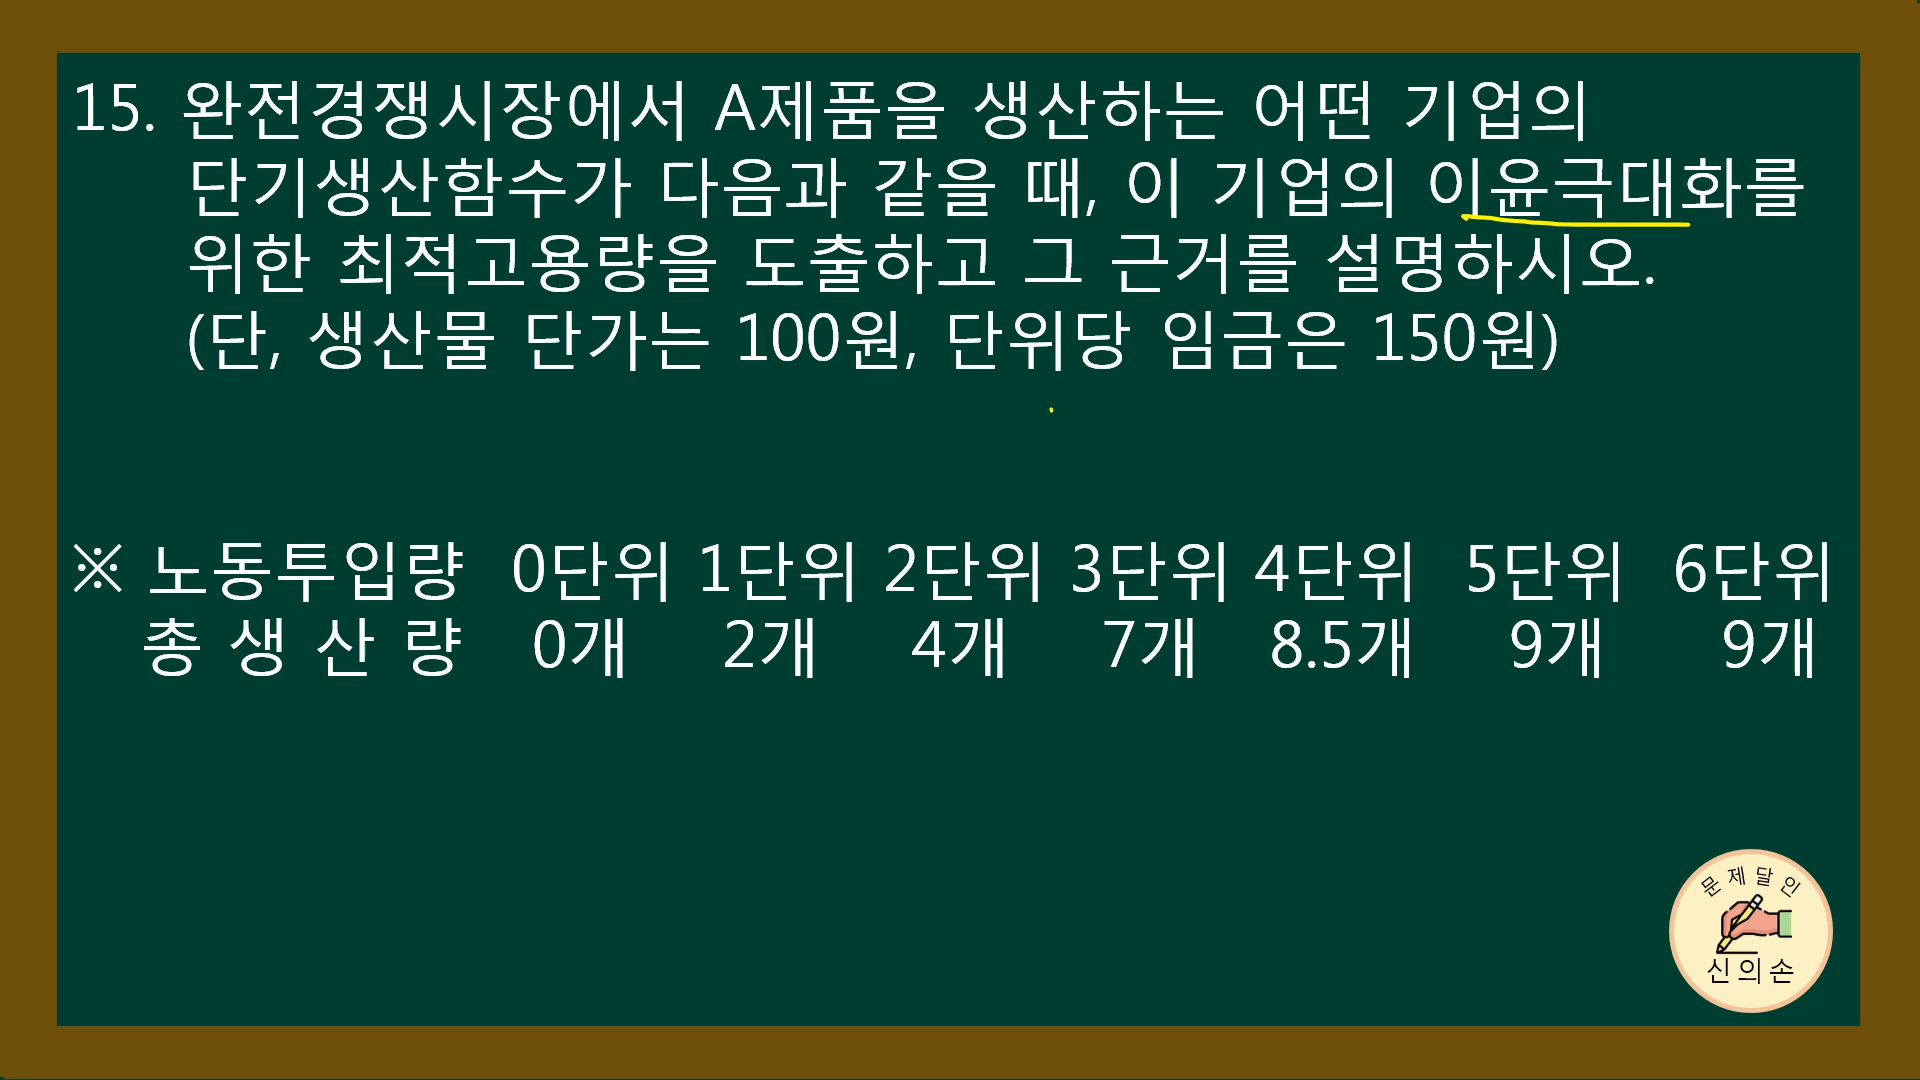 15. 완전경쟁시장에서 A제품을 생산하는 어떤 기업의
단기생산함수가 다음과 같을 때, 이 기업의 이윤극대화를
위한 최적고용량을 도출하고 그 근거를 설명하시오.
(단, 생산물 단가는 100원, 단위당 임금은 150원)
※ 노동투입량 0단위 1단위 2단위 3단위 4단위 5단위 6단위
총 생 산 량 0개 2개 4개 7개 8.5개 9개 9개
문제달인
신의손